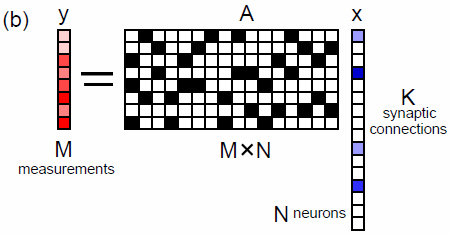 (b) y A x
=
K
synaptic
connections
M
measurements
M×N
N neurons